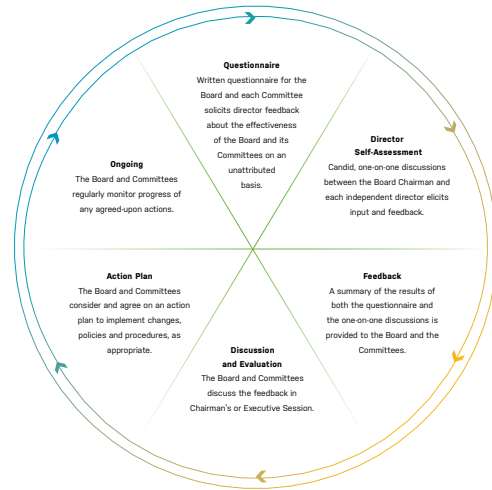 Questionnaire
Written questionnaire for the
Board and each Committee
solicits director feedback
about the effectiveness
of the Board and its
Committees on an
unattributed
basis.
Director
Self-Assessment
Candid, one-on-one discussions
between the Board Chairman and
each independent director elicits
input and feedback.
Feedback
A summary of the results of
both the questionnaire and
the one-on-one discussions is
provided to the Board and the
Committees.
Discussion
and Evaluation
The Board and Committees
discuss the feedback in
Chairman's or Executive Session.
Action Plan
The Board and Committees
consider and agree on an action
plan to implement changes,
policies and procedures, as
appropriate.
Ongoing
The Board and Committees
regularly monitor progress of
any agreed-upon actions.